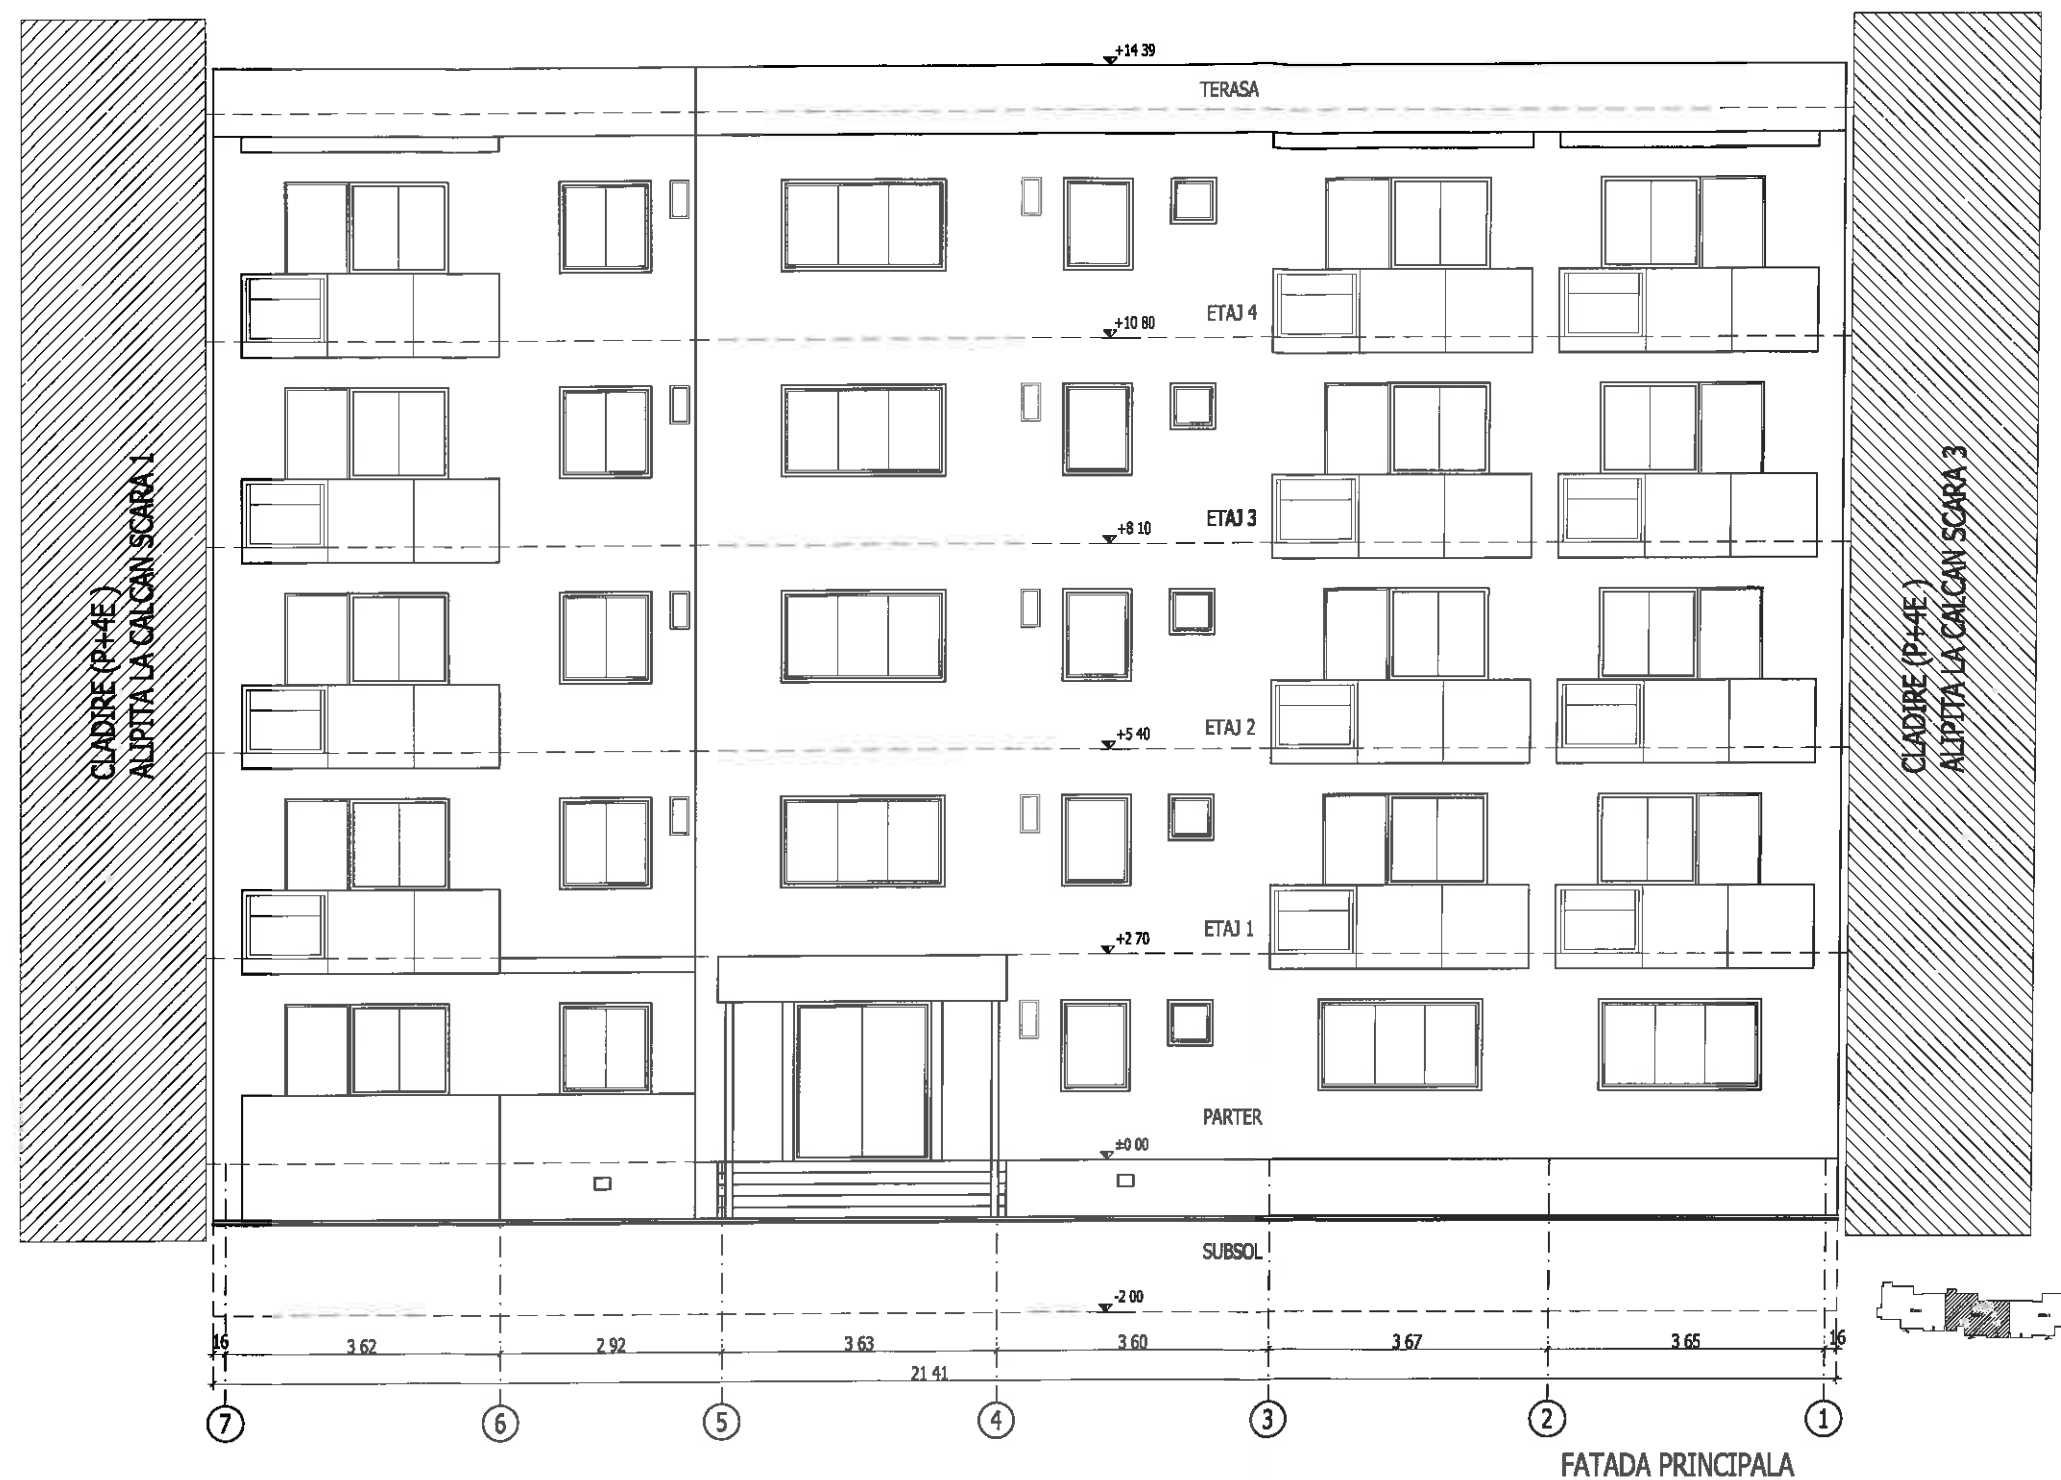 +14 39
TERASA
ETAJ 4
+10 80
ETAJ 3
+8 10
ETAJ 2
+5 40
ETAJ 1
+2 70
PARTER
±0 00
SUBSOL
-2 00
CLADIRE (P+4E)
ALIPITA LA CALCAN SCARA 1
CLADIRE (P+4E)
ALIPITA LA CALCAN SCARA 3
16 3 62 2 92 3 63 3 60 3 67 3 65 16
21 41
7 6 5 4 3 2 1
FATADA PRINCIPALA